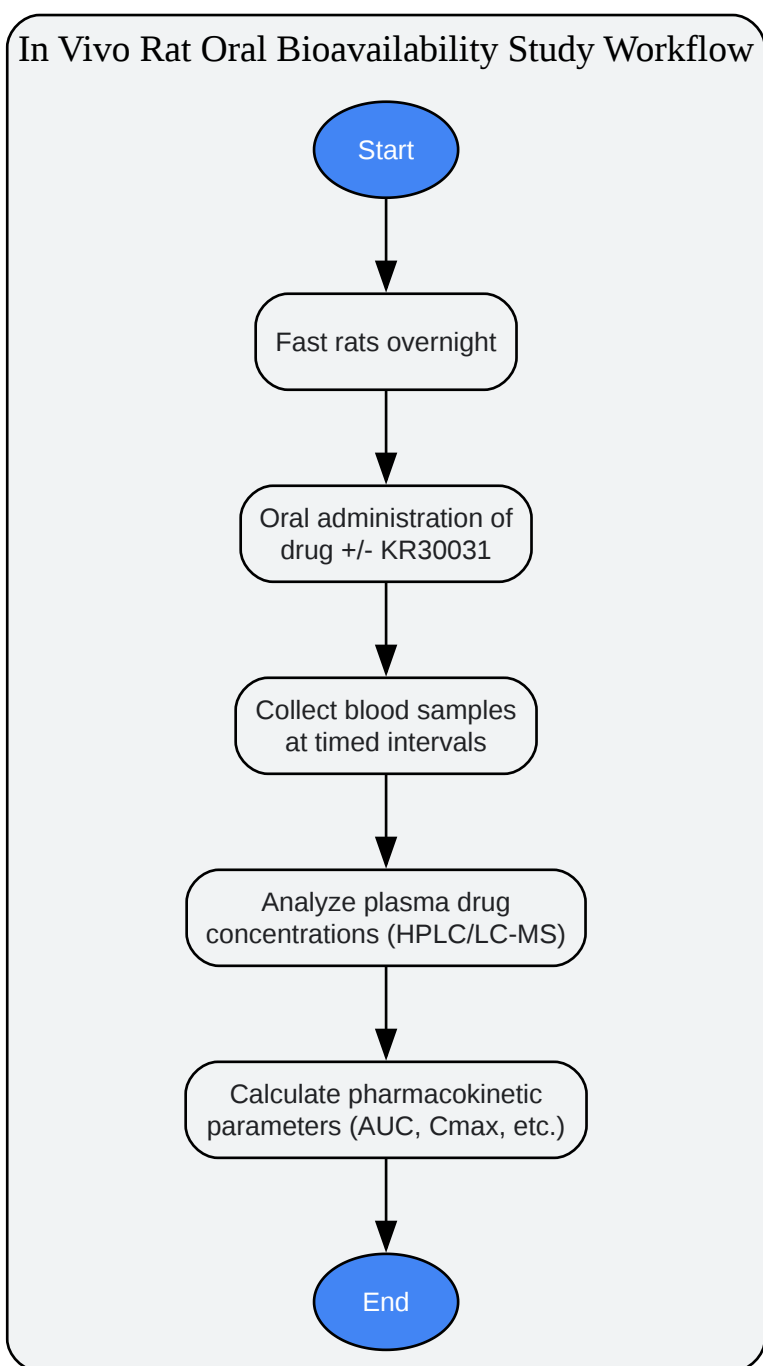 In Vivo Rat Oral Bioavailability Study Workflow
Start
Fast rats overnight
Oral administration of
drug +/- KR30031
Collect blood samples
at timed intervals
Analyze plasma drug
concentrations (HPLC/LC-MS)
Calculate pharmacokinetic
parameters (AUC, Cmax, etc.)
End